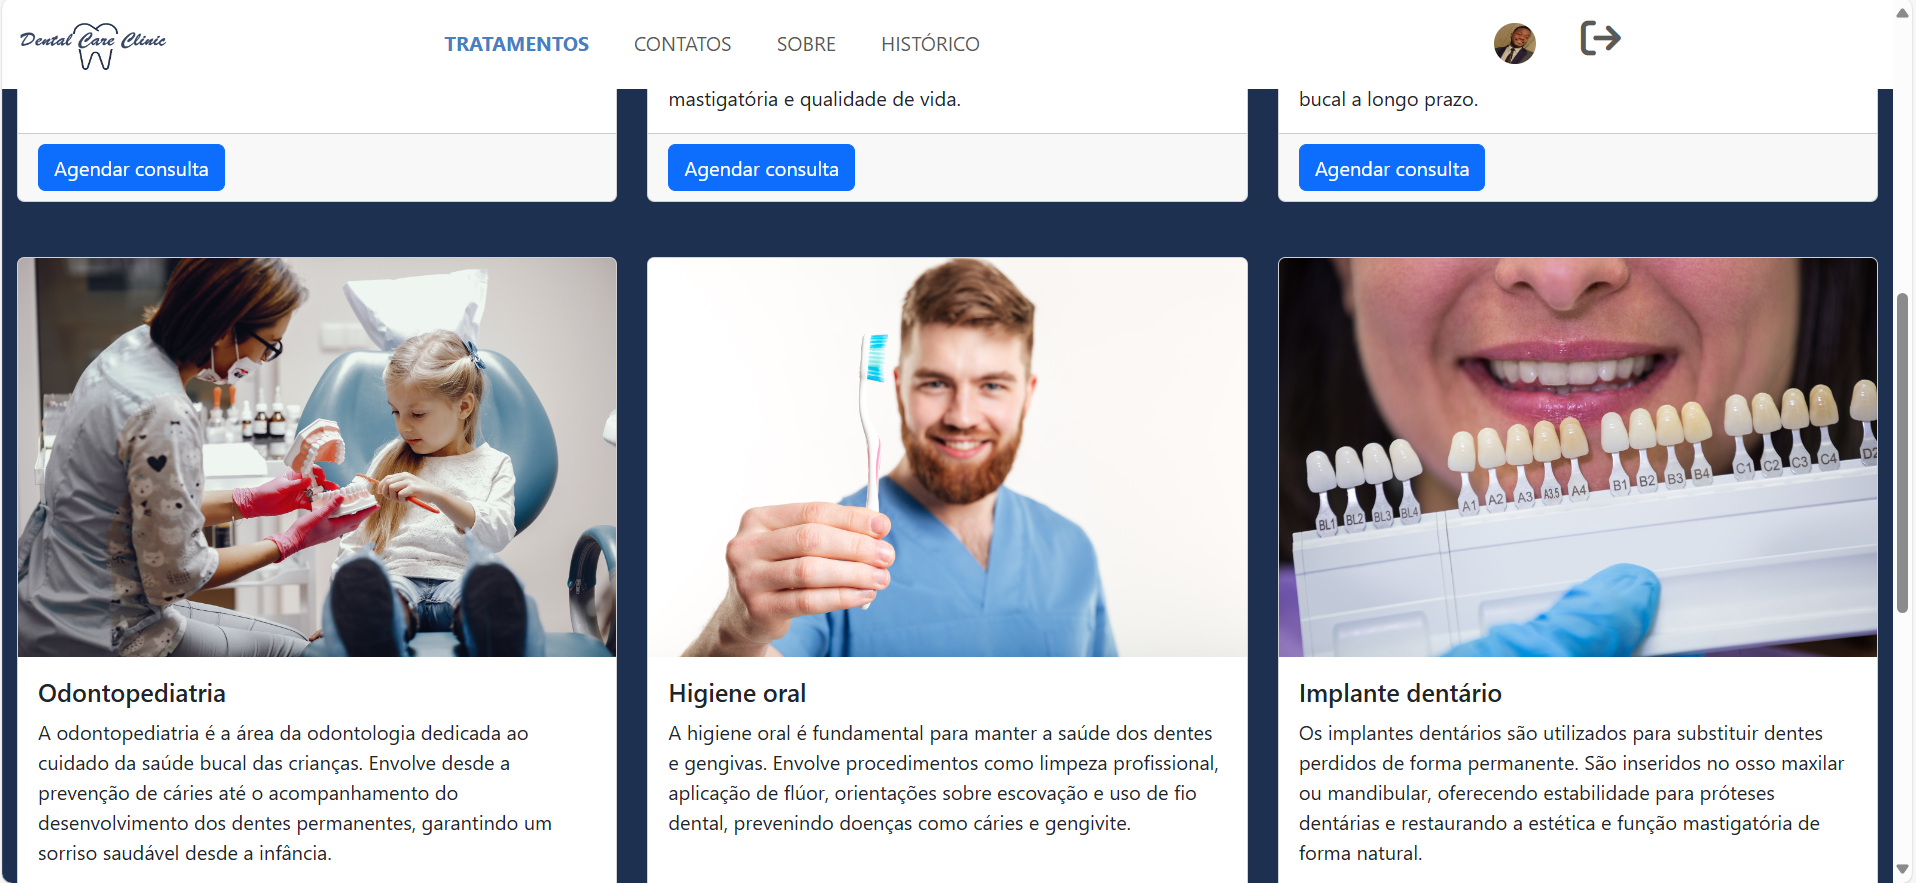 Dental Care Clinic
TRATAMENTOS
CONTATOS
SOBRE
HISTÓRICO
mastigatória e qualidade de vida.
bucal a longo prazo.
Agendar consulta
Agendar consulta
Agendar consulta
BL1 BL2 BL3 BL4 A1 A2 A3 A3.5 A4 B1 B2 B3 B4 C1 C2 C3 C4 D2
Odontopediatria
A odontopediatria é a área da odontologia dedicada ao
cuidado da saúde bucal das crianças. Envolve desde a
prevenção de cáries até o acompanhamento do
desenvolvimento dos dentes permanentes, garantindo um
sorriso saudável desde a infância.
Higiene oral
A higiene oral é fundamental para manter a saúde dos dentes
e gengivas. Envolve procedimentos como limpeza profissional,
aplicação de flúor, orientações sobre escovação e uso de fio
dental, prevenindo doenças como cáries e gengivite.
Implante dentário
Os implantes dentários são utilizados para substituir dentes
perdidos de forma permanente. São inseridos no osso maxilar
ou mandibular, oferecendo estabilidade para próteses
dentárias e restaurando a estética e função mastigatória de
forma natural.